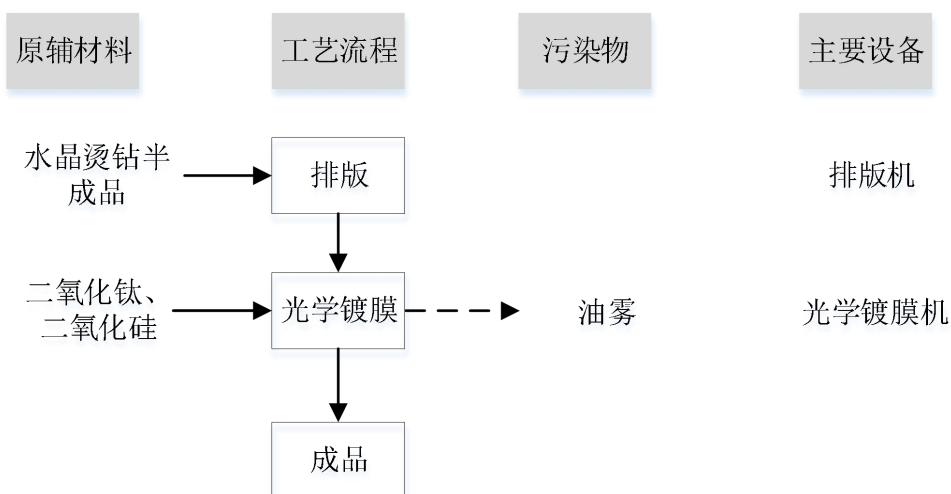 原辅材料
工艺流程
污染物
主要设备
水晶烫钻半
成品
排版
排版机
二氧化钛、
二氧化硅
光学镀膜
油雾
光学镀膜机
成品